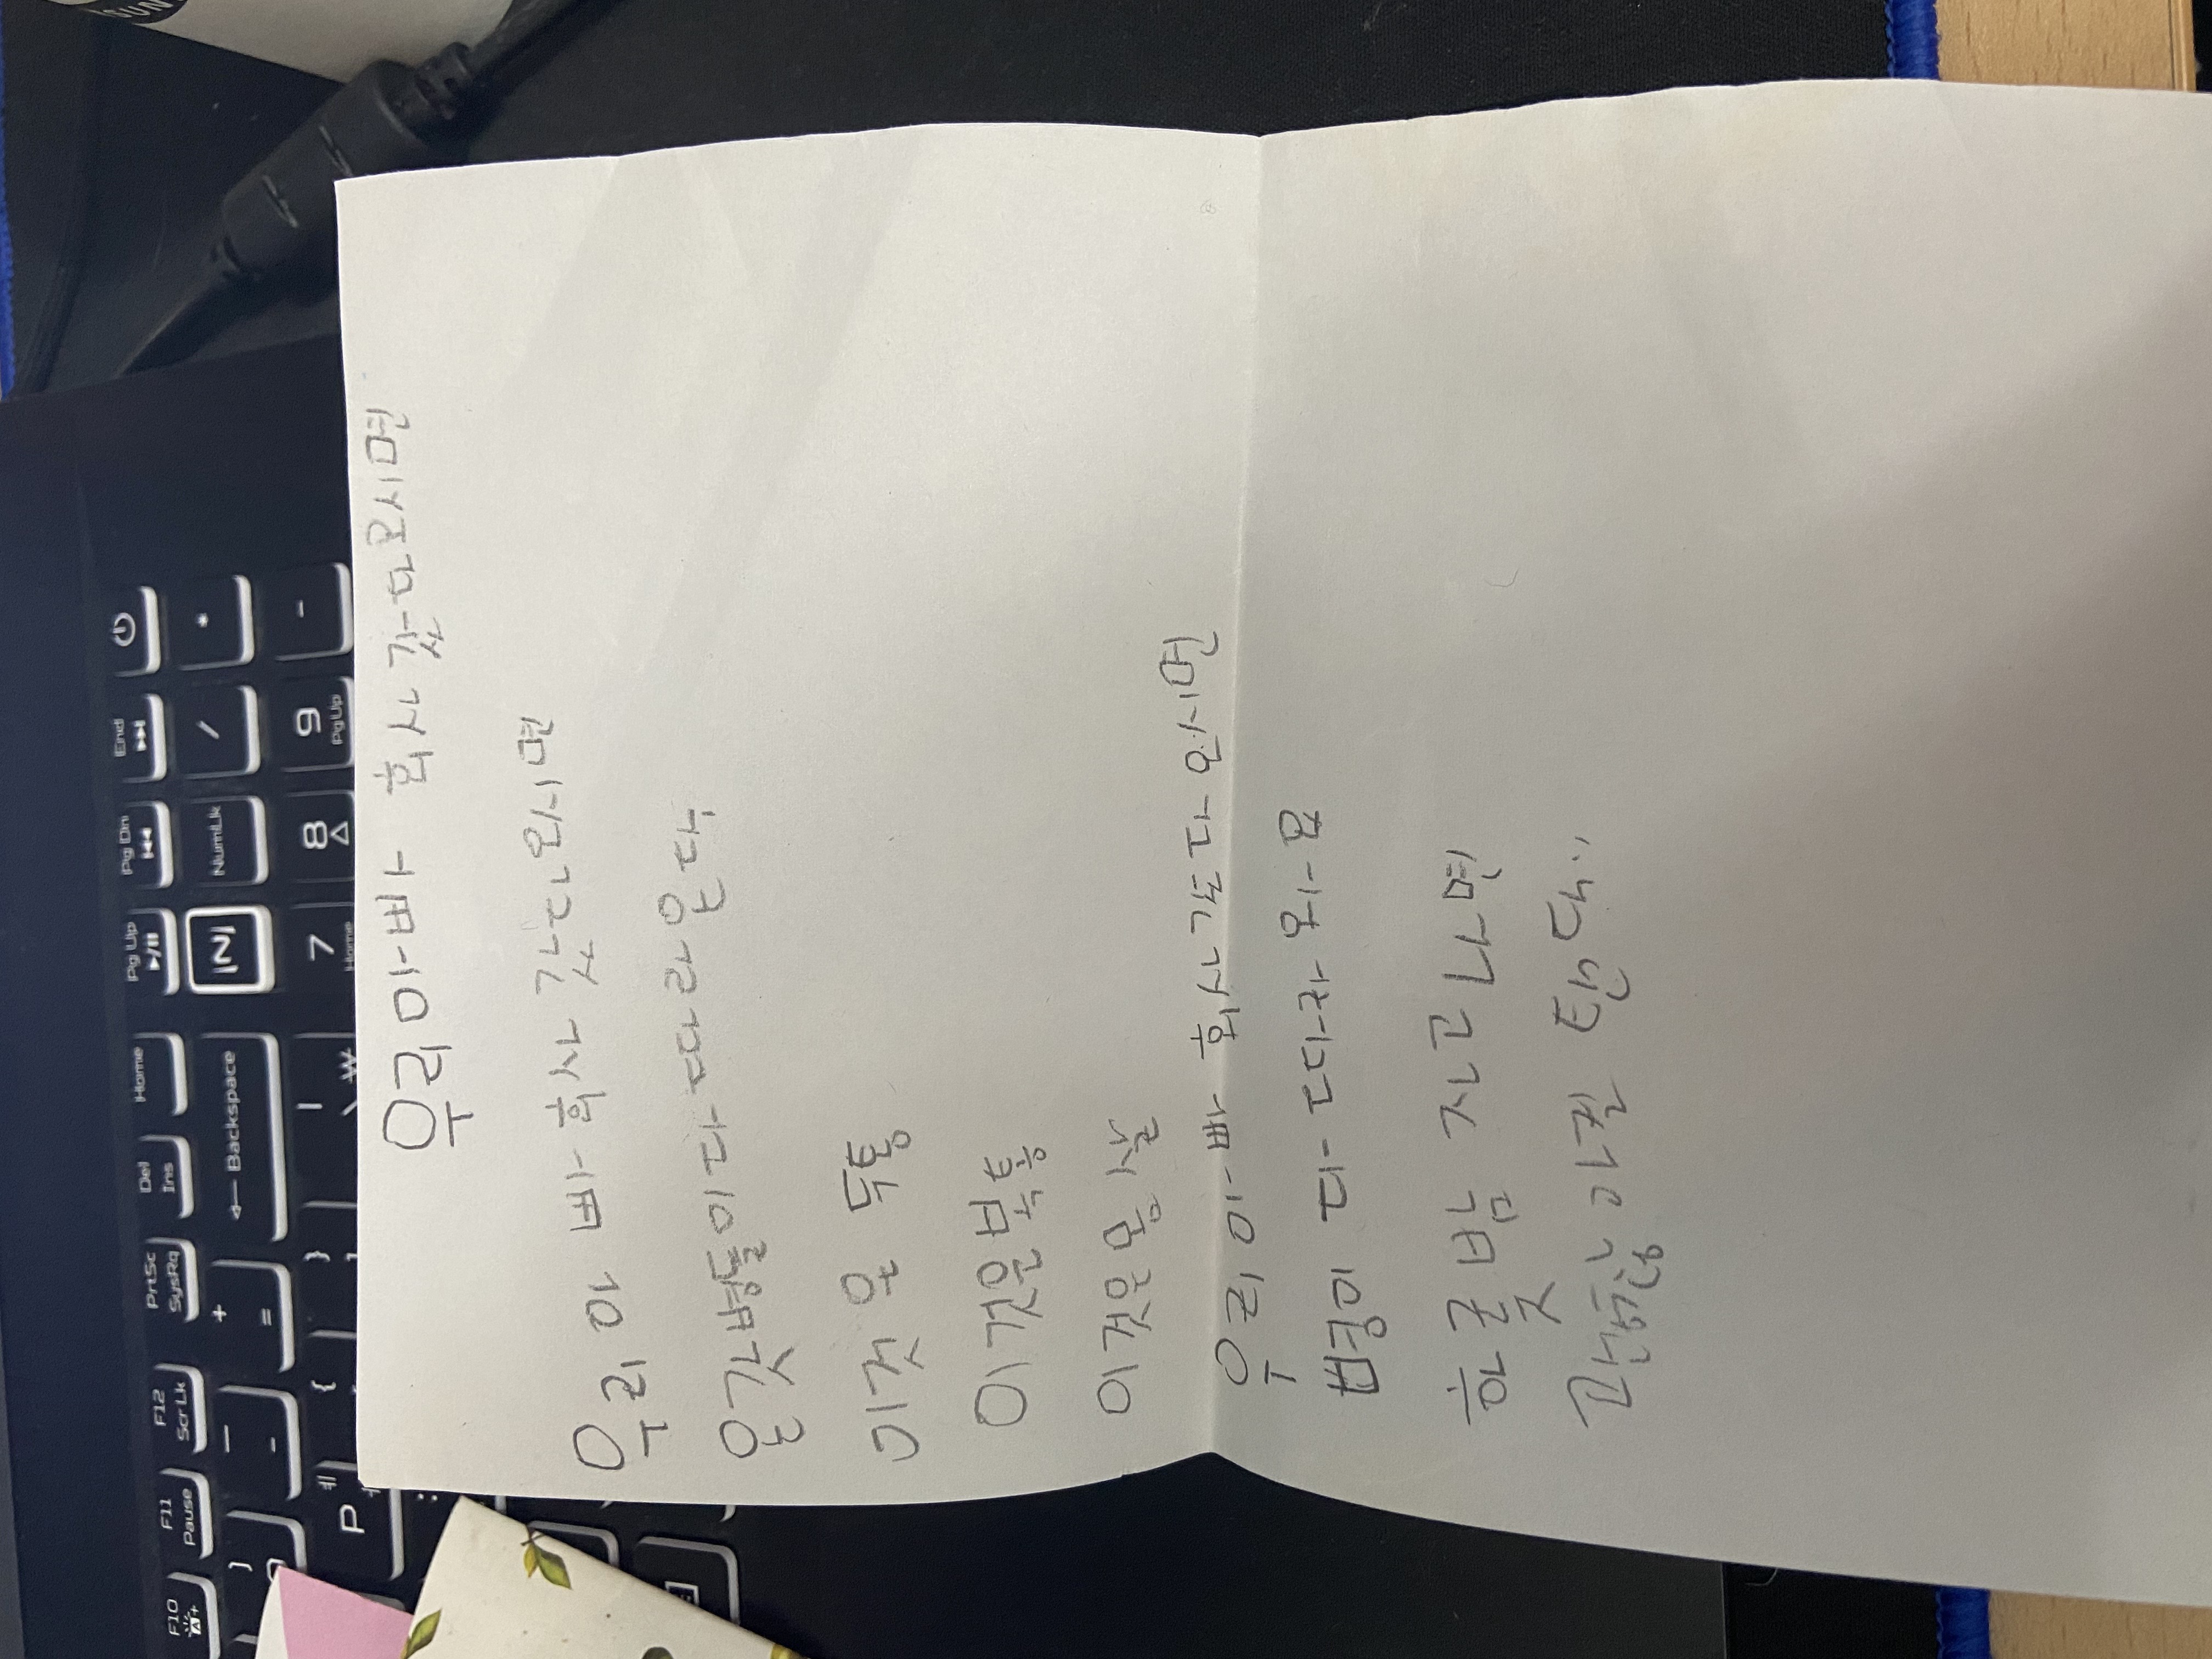 F10 F11 F12 PrtSc Del Home Pg Up Pg Dn End
A+ Pause Scr Lk SysRq Ins
) — + ← Backspace |N| NumLk / *
- =
P { } | 7 8 9 -
\ ₩ Home PgUp
우리아빠 회사 갔다오시면
우리 아빠 회사 갔다오시면
온갖병들이다 따라온다
이것은 두통
이것은복통
이것은몸살
우리아빠 회사갔다오시면
병이 다 따라와요
하룻밤 자고나면
괜찮아질 탠대..